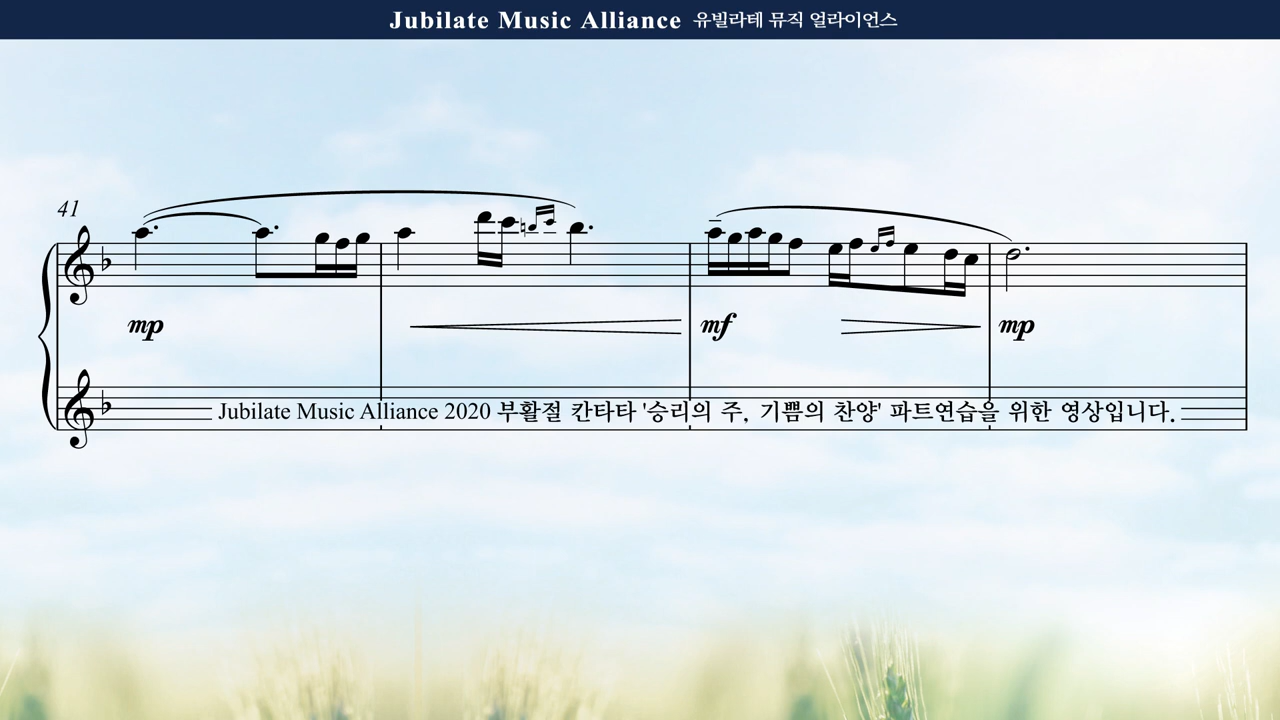 Jubilate Music Alliance 유빌라테 뮤직 얼라이언스
41
mp
mf
mp
Jubilate Music Alliance 2020 부활절 칸타타 '승리의 주, 기쁨의 찬양' 파트연습을 위한 영상입니다.